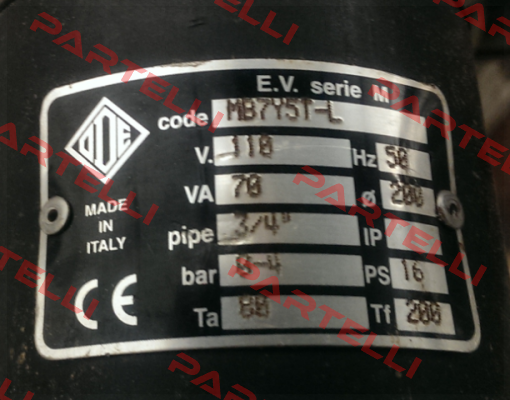 E.V. serie M
ODE
code MB7Y5T-L
V. 110 Hz 50
VA 70 ø 200
MADE IN ITALY
pipe 3/4" IP
bar 0-4 PS 16
CE
Ta 80 Tf 200
PARTELLI
PARTELLI
PARTELLI
PARTELLI
PARTELLI